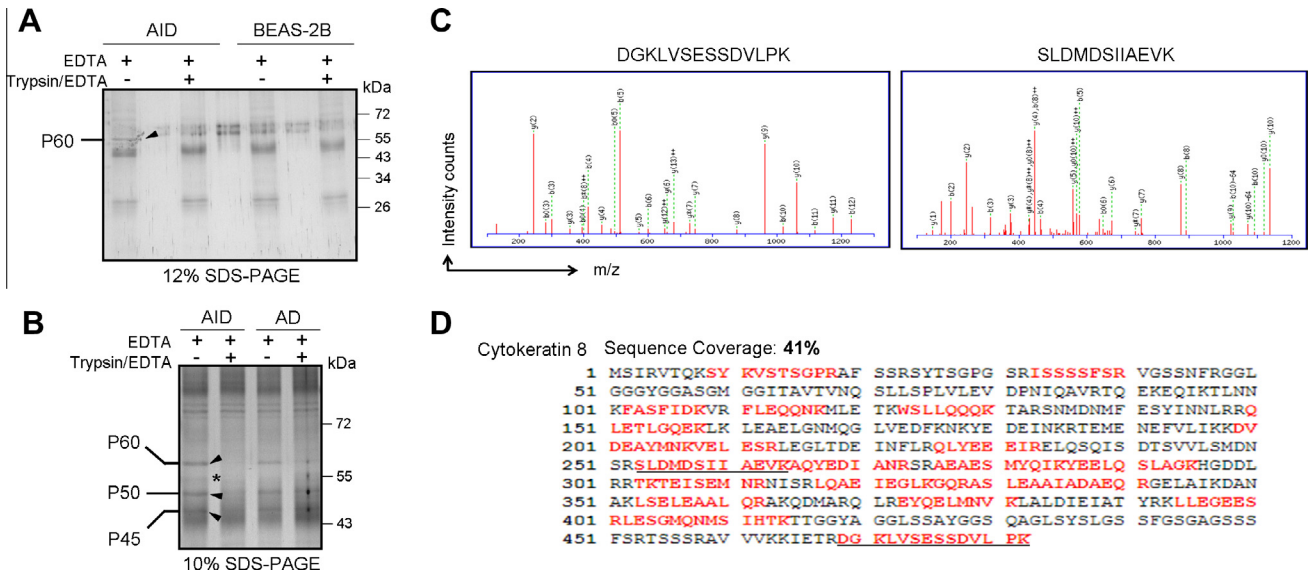 A
AID BEAS-2B
EDTA + + + +
Trypsin/EDTA - + - +
kDa
72
P60
55
43
34
26
12% SDS-PAGE
B
AID AD
EDTA + + + +
Trypsin/EDTA - + - +
kDa
72
P60
55
*
P50
P45
43
10% SDS-PAGE
C
DGKLVSESSDVLPK SLDMDSIIAEVK
Intensity counts
m/z
200 400 600 800 1000 1200
200 400 600 800 1000 1200
D
Cytokeratin 8 Sequence Coverage: 41%
1 MSIRVTQKSY KVSTSGPRAF SSRSYTSGPG SRISSSSFSR VGSSNFRGGL
51 GGGYGGASGM GGITAVTVNQ SLLSPLVLEV DPNIQAVRTQ EKEQIKTLNN
101 KFASFIDKVR FLEQQNKMLE TKWSLLQQQK TARSNMDNMF ESYINNLRRQ
151 LETLGQEKLK LEAELGNMQG LVEDFKNKYE DEINKRTEME NEFVLIKKDV
201 DEAYMNKVEL ESRLEGLTDE INFLRQLYEE EIRELQSQIS DTSVVLSMDN
251 SRSLDMDSII AEVKAQYEDI ANRSRAEAES MYQIKYEELQ SLAGKHGDDL
301 RRTKTEISEM NRNISRLQAE IEGLKGQRAS LEAAIADAEQ RGELAIKDAN
351 AKLSELEAAL QRAKQDMARQ LREYQELMNV KLALDIEIAT YRKLLEGEES
401 RLESGMQNMS IHTKTTGGYA GGLSSAYGGS QAGLSYSLGS SFGSGAGSSS
451 FSRTSSSRAV VVKKIETRDG KLVSESSDVL PK